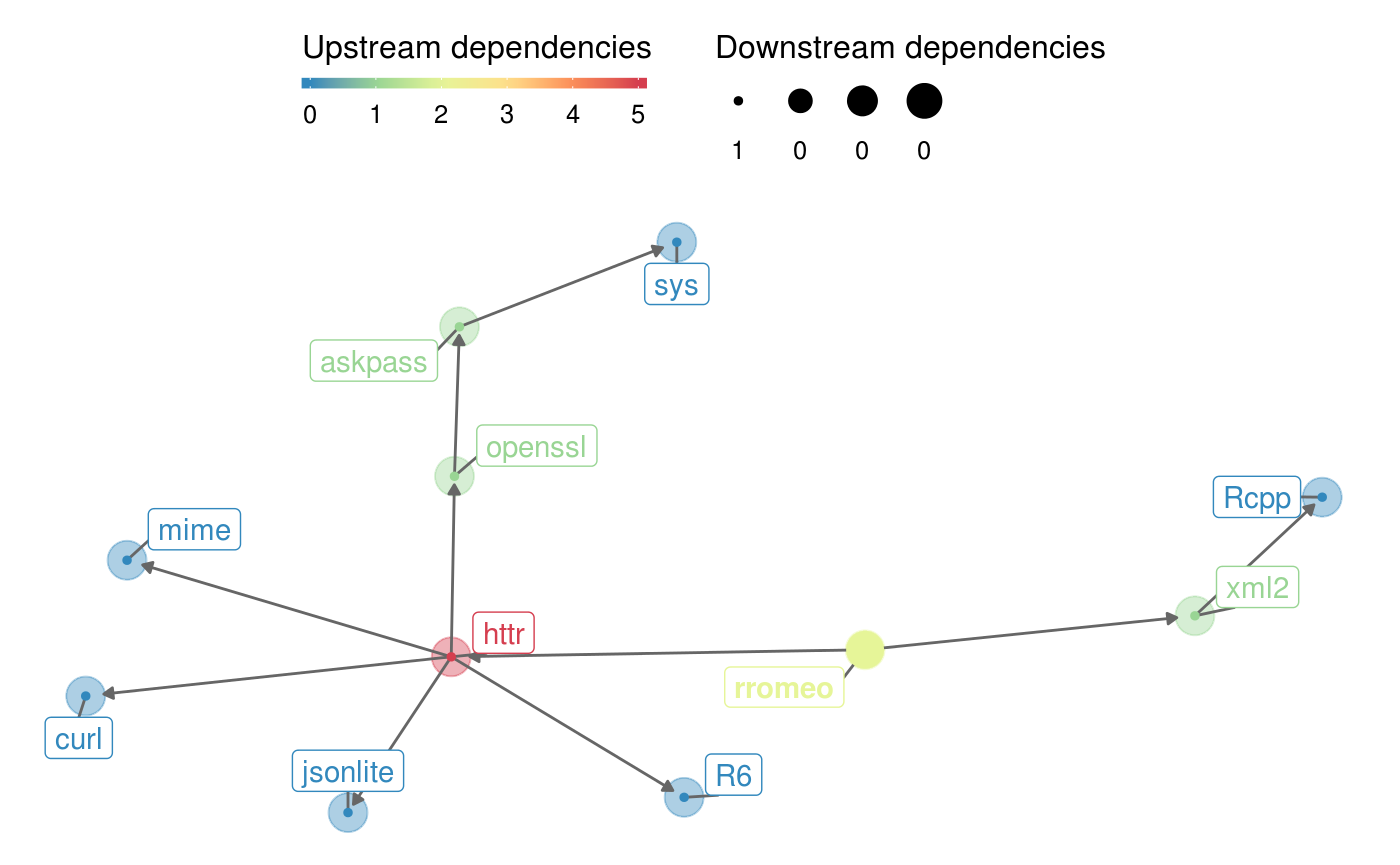 Upstream dependencies
0 1 2 3 4 5
Downstream dependencies
1 0 0 0
sys
askpass
openssl
mime
Rcpp
xml2
httr
rromeo
curl
jsonlite
R6